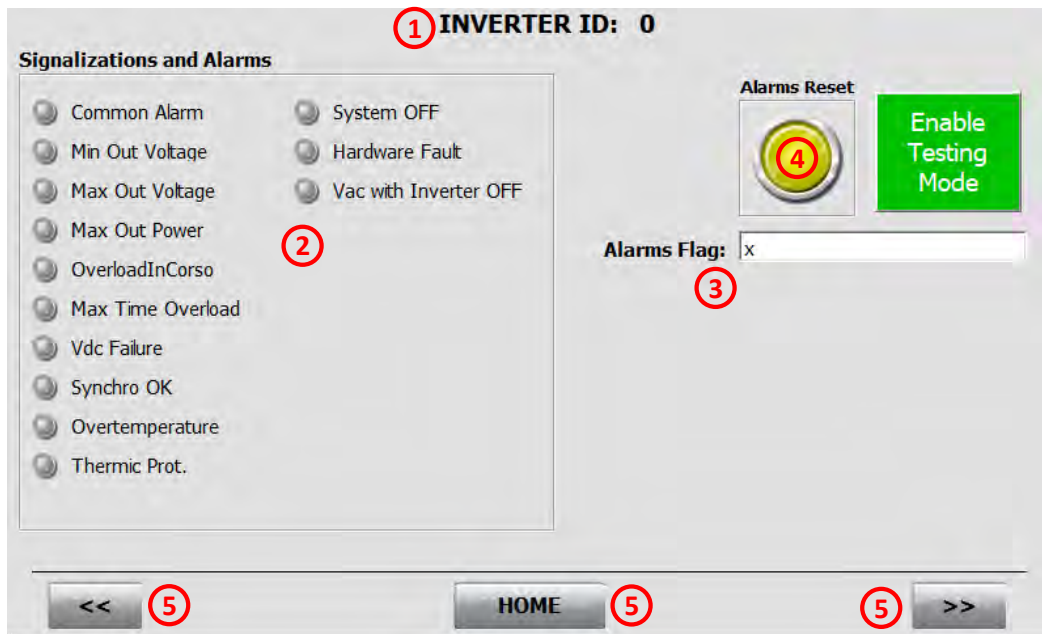 1 INVERTER ID: 0
Signalizations and Alarms
Common Alarm
Min Out Voltage
Max Out Voltage
Max Out Power
OverloadInCorso
Max Time Overload
Vdc Failure
Synchro OK
Overtemperature
Thermic Prot.
System OFF
Hardware Fault
Vac with Inverter OFF
2
Alarms Reset
4
Enable
Testing
Mode
Alarms Flag: x
3
<< 5 HOME 5 5 >>